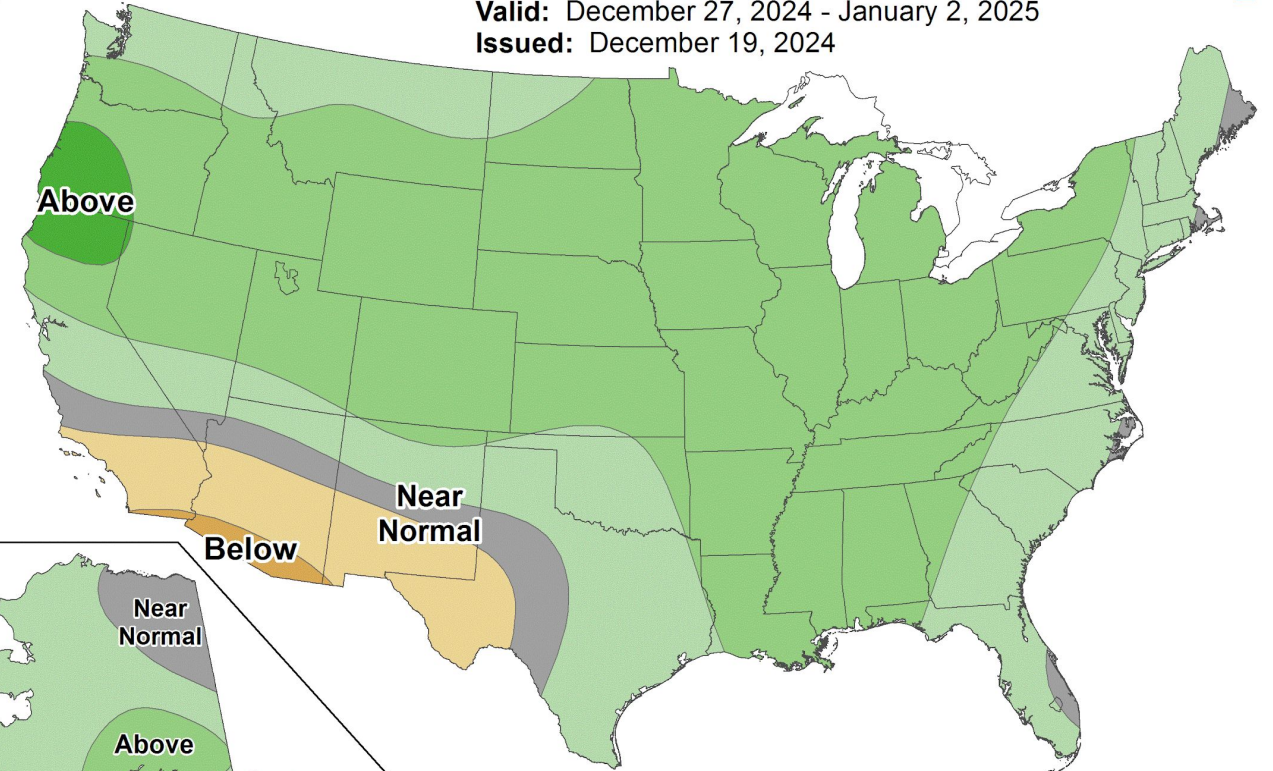 Valid: December 27, 2024 - January 2, 2025
Issued: December 19, 2024
Above
Near
Normal
Below
Near
Normal
Above